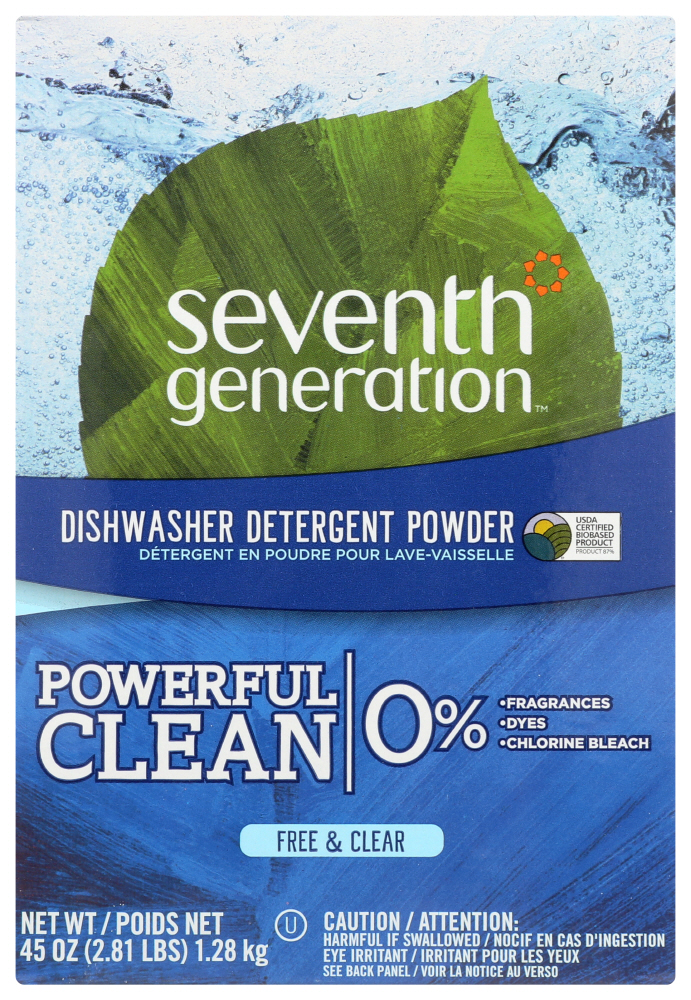 seventh
generation™
DISHWASHER DETERGENT POWDER
DÉTERGENT EN POUDRE POUR LAVE-VAISSELLE
USDA
CERTIFIED
BIOBASED
PRODUCT
PRODUCT 87%
POWERFUL
CLEAN
0%
•FRAGRANCES
•DYES
•CHLORINE BLEACH
FREE & CLEAR
NET WT / POIDS NET
45 OZ (2.81 LBS) 1.28 kg
U
CAUTION / ATTENTION:
HARMFUL IF SWALLOWED / NOCIF EN CAS D'INGESTION
EYE IRRITANT / IRRITANT POUR LES YEUX
SEE BACK PANEL / VOIR LA NOTICE AU VERSO